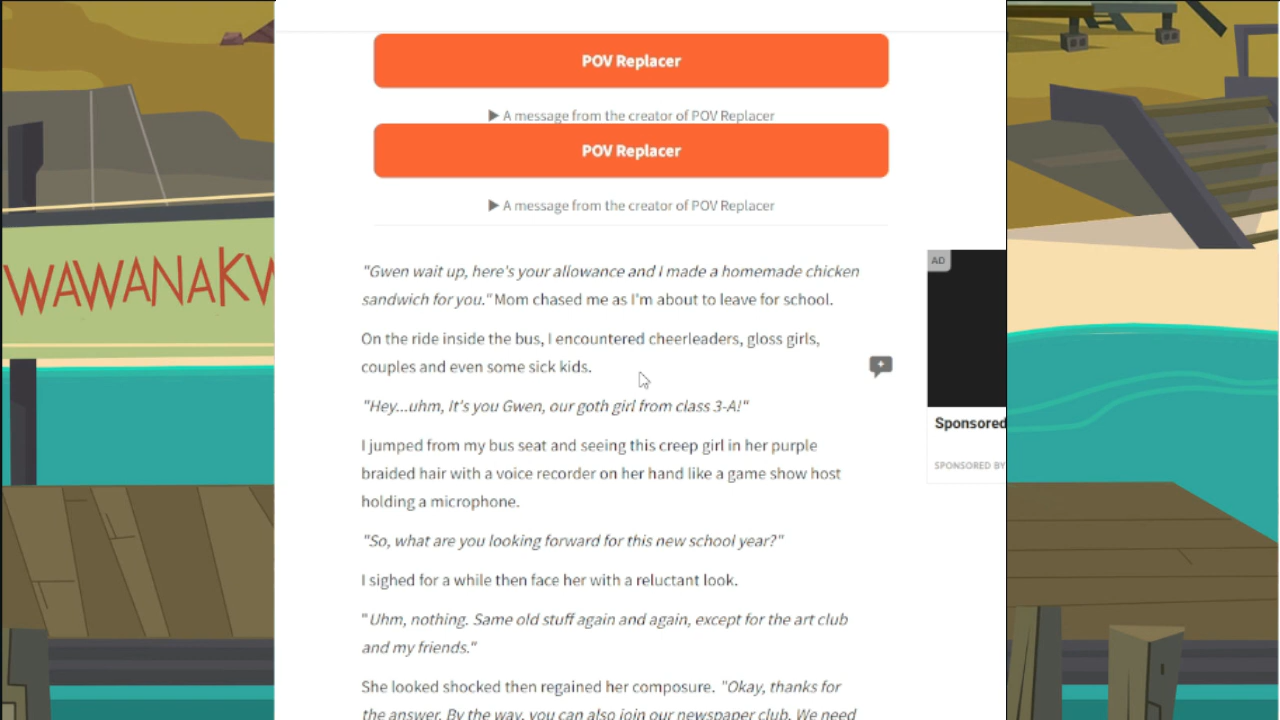 POV Replacer
▶ A message from the creator of POV Replacer
POV Replacer
▶ A message from the creator of POV Replacer
WAWANAKW
"Gwen wait up, here's your allowance and I made a homemade chicken
sandwich for you." Mom chased me as I'm about to leave for school.
AD
On the ride inside the bus, I encountered cheerleaders, gloss girls,
couples and even some sick kids.
"Hey...uhm, It's you Gwen, our goth girl from class 3-A!"
Sponsored
I jumped from my bus seat and seeing this creep girl in her purple
braided hair with a voice recorder on her hand like a game show host
holding a microphone.
SPONSORED BY
"So, what are you looking forward for this new school year?"
I sighed for a while then face her with a reluctant look.
"Uhm, nothing. Same old stuff again and again, except for the art club
and my friends."
She looked shocked then regained her composure. "Okay, thanks for
the answer. By the way, you can also join our newspaper club. We need